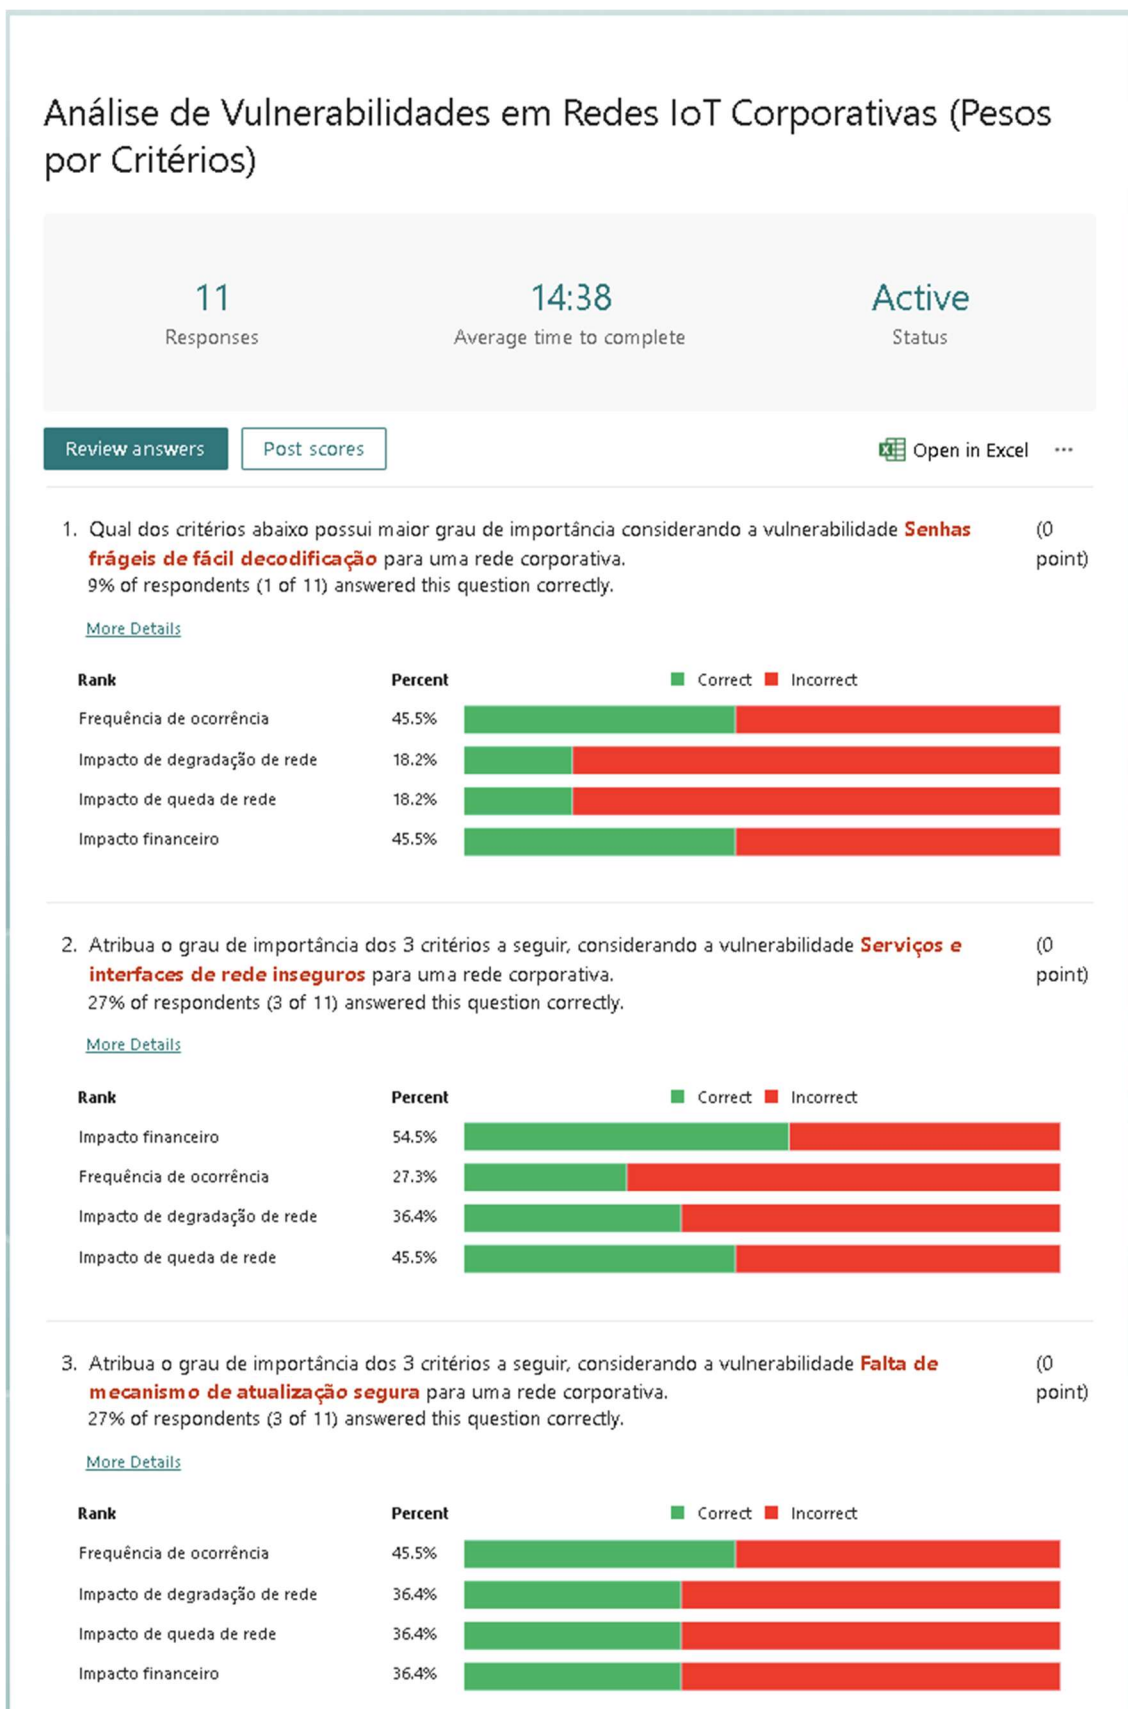 Análise de Vulnerabilidades em Redes IoT Corporativas (Pesos
por Critérios)
11
Responses
14:38
Average time to complete
Active
Status
Review answers
Post scores
Open in Excel ...
1. Qual dos critérios abaixo possui maior grau de importância considerando a vulnerabilidade Senhas (0
frágeis de fácil decodificação para uma rede corporativa. point)
9% of respondents (1 of 11) answered this question correctly.
More Details
Rank Percent Correct Incorrect
Frequência de ocorrência 45.5%
Impacto de degradação de rede 18.2%
Impacto de queda de rede 18.2%
Impacto financeiro 45.5%
2. Atribua o grau de importância dos 3 critérios a seguir, considerando a vulnerabilidade Serviços e (0
interfaces de rede inseguros para uma rede corporativa. point)
27% of respondents (3 of 11) answered this question correctly.
More Details
Rank Percent Correct Incorrect
Impacto financeiro 54.5%
Frequência de ocorrência 27.3%
Impacto de degradação de rede 36.4%
Impacto de queda de rede 45.5%
3. Atribua o grau de importância dos 3 critérios a seguir, considerando a vulnerabilidade Falta de (0
mecanismo de atualização segura para uma rede corporativa. point)
27% of respondents (3 of 11) answered this question correctly.
More Details
Rank Percent Correct Incorrect
Frequência de ocorrência 45.5%
Impacto de degradação de rede 36.4%
Impacto de queda de rede 36.4%
Impacto financeiro 36.4%